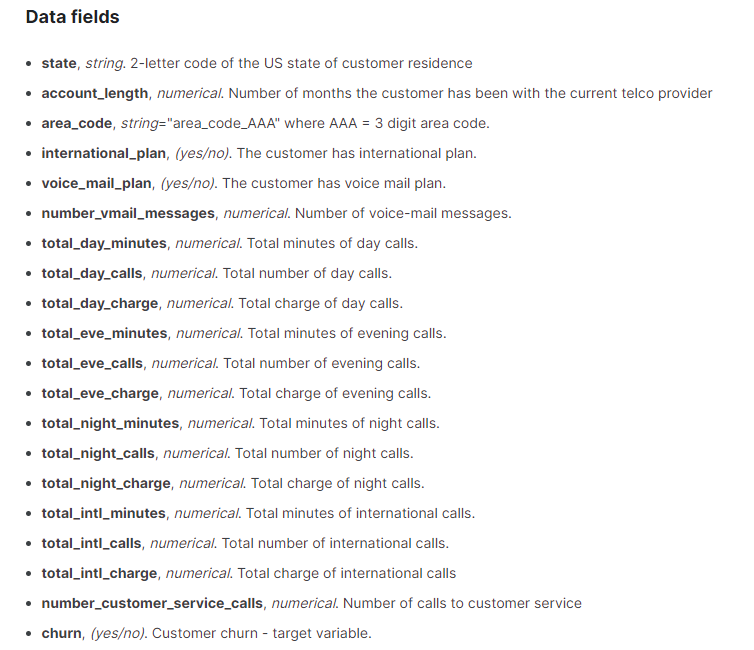 Data fields
• state, string. 2-letter code of the US state of customer residence
• account_length, numerical. Number of months the customer has been with the current telco provider
• area_code, string="area_code_AAA" where AAA = 3 digit area code.
• international_plan, (yes/no). The customer has international plan.
• voice_mail_plan, (yes/no). The customer has voice mail plan.
• number_vmail_messages, numerical. Number of voice-mail messages.
• total_day_minutes, numerical. Total minutes of day calls.
• total_day_calls, numerical. Total number of day calls.
• total_day_charge, numerical. Total charge of day calls.
• total_eve_minutes, numerical. Total minutes of evening calls.
• total_eve_calls, numerical. Total number of evening calls.
• total_eve_charge, numerical. Total charge of evening calls.
• total_night_minutes, numerical. Total minutes of night calls.
• total_night_calls, numerical. Total number of night calls.
• total_night_charge, numerical. Total charge of night calls.
• total_intl_minutes, numerical. Total minutes of international calls.
• total_intl_calls, numerical. Total number of international calls.
• total_intl_charge, numerical. Total charge of international calls
• number_customer_service_calls, numerical. Number of calls to customer service
• churn, (yes/no). Customer churn - target variable.